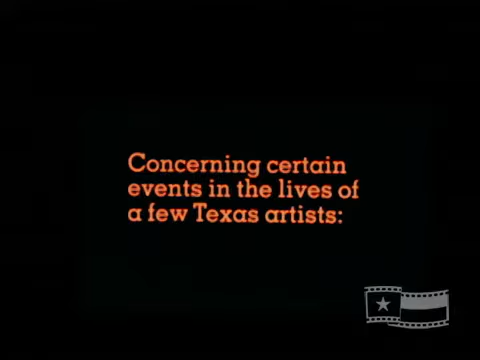 Concerning certain
events in the lives of
a few Texas artists: